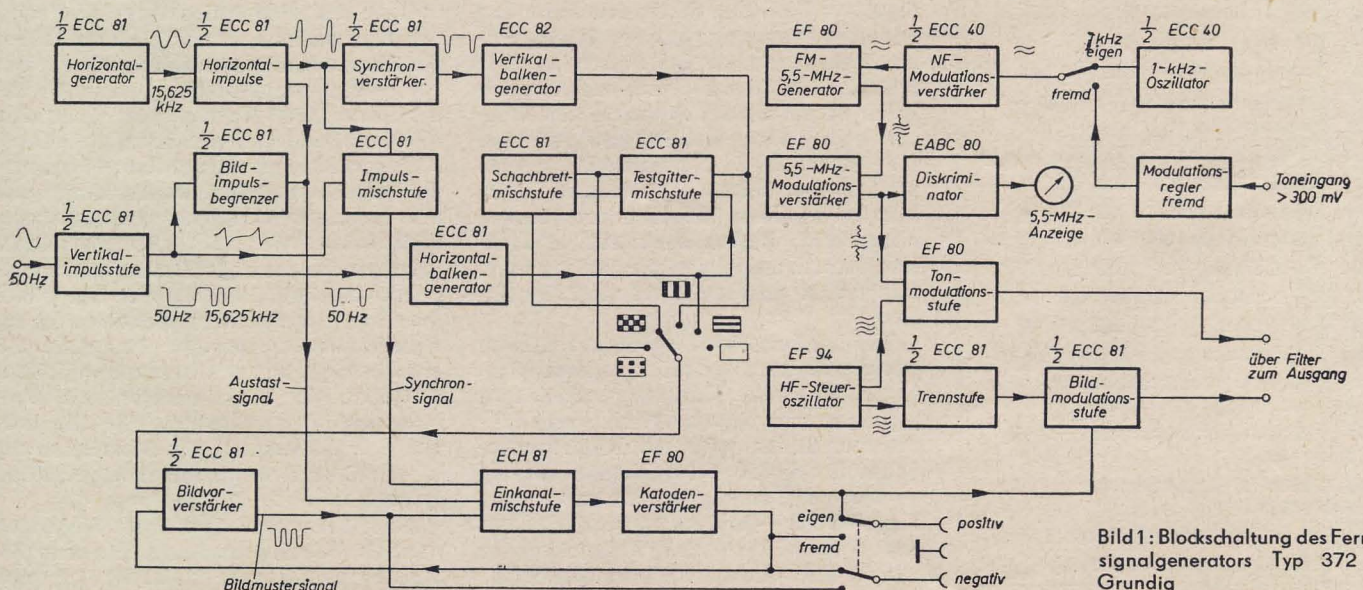 1/2 ECC 81
Horizontal-
generator
15,625
kHz
1/2 ECC 81
Horizontal-
impulse
1/2 ECC 81
Synchron-
verstärker
ECC 82
Vertikal-
balken-
generator
EF 80
FM-
5,5-MHz-
Generator
1/2 ECC 40
NF-
Modulations-
verstärker
1kHz
eigen
fremd
1/2 ECC 40
1-kHz-
Oszillator
1/2 ECC 81
Bild-
impuls-
begrenzer
ECC 81
Impuls-
mischstufe
ECC 81
Schachbrett-
mischstufe
ECC 81
Testgitter-
mischstufe
EF 80
5,5-MHz-
Modulations-
verstärker
EABC 80
Diskrimi-
nator
5,5-MHz-
Anzeige
Modulations-
regler
fremd
Toneingang
> 300 mV
50 Hz
1/2 ECC 81
Vertikal-
impulsstufe
50 Hz
15,625 kHz
50 Hz
ECC 81
Horizontal-
balken-
generator
EF 80
Ton-
modulations-
stufe
EF 94
HF-Steuer-
oszillator
1/2 ECC 81
Trennstufe
1/2 ECC 81
Bild-
modulations-
stufe
über Filter
zum Ausgang
Austast-
signal
Synchron-
signal
1/2 ECC 81
Bildvor-
verstärker
Bildmustersignal
ECH 81
Einkanal-
mischstufe
EF 80
Katoden-
verstärker
eigen
fremd
positiv
negativ
Bild 1: Blockschaltung des Fern
signalgenerators Typ 372
Grundig